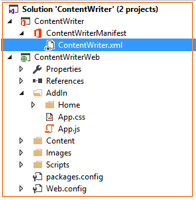 Solution 'ContentWriter' (2 projects)
ContentWriter
ContentWriterManifest
ContentWriter.xml
ContentWriterWeb
Properties
References
AddIn
Home
App.css
App.js
Content
Images
Scripts
packages.config
Web.config